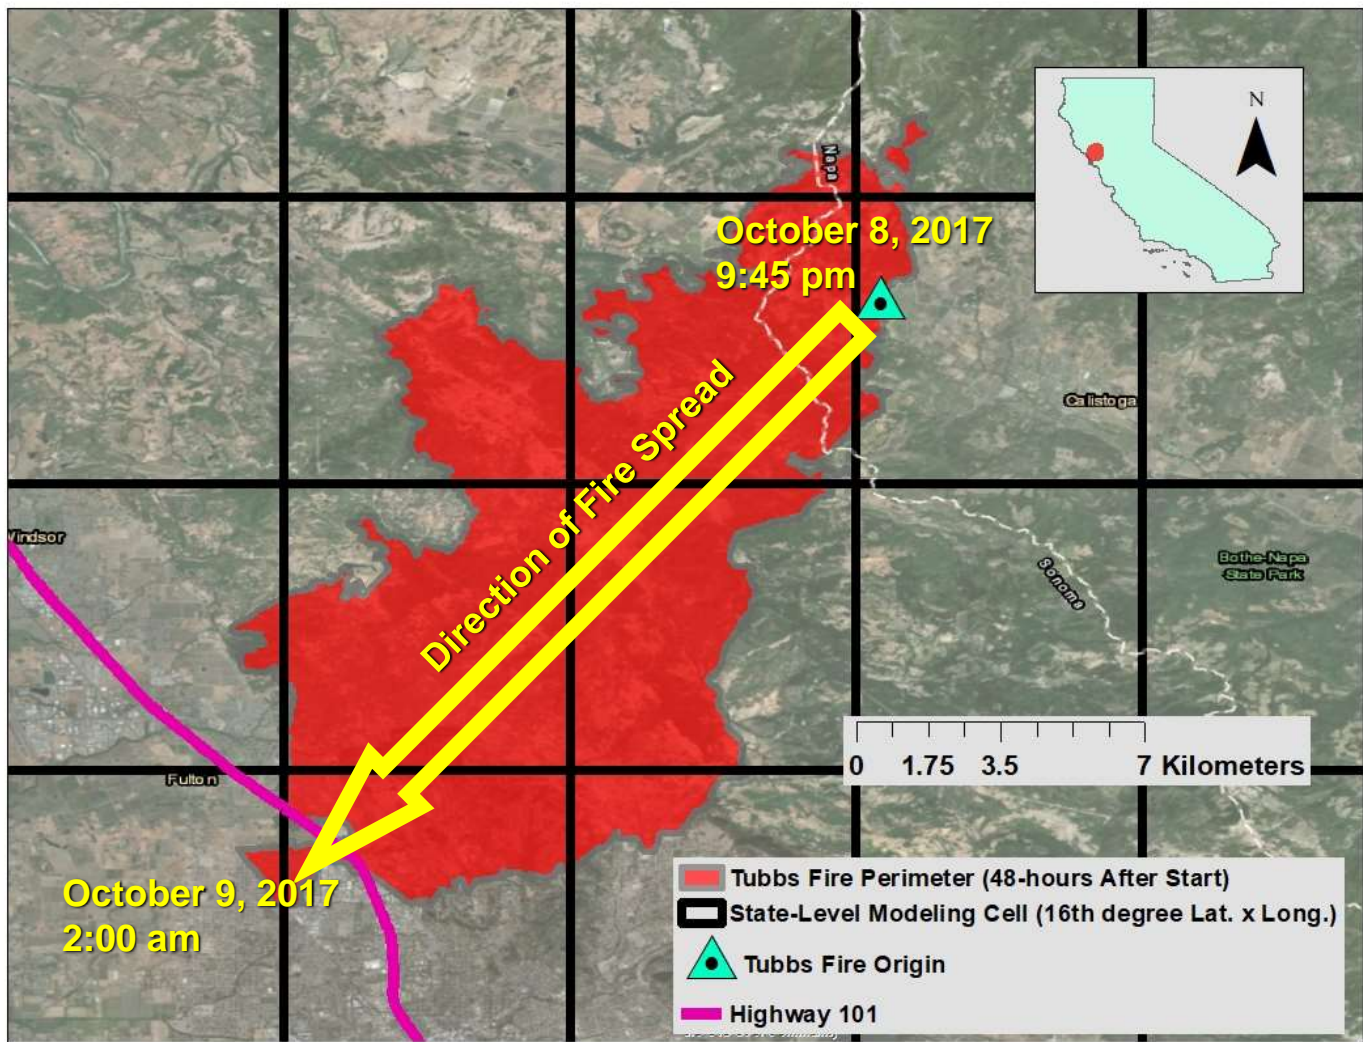 N
Napa
October 8, 2017
9:45 pm
Calistoga
Direction of Fire Spread
Windsor
Bothe-Napa
State Park
Sonoma
0 1.75 3.5 7 Kilometers
Fulton
October 9, 2017
2:00 am
Tubbs Fire Perimeter (48-hours After Start)
State-Level Modeling Cell (16th degree Lat. x Long.)
Tubbs Fire Origin
Highway 101